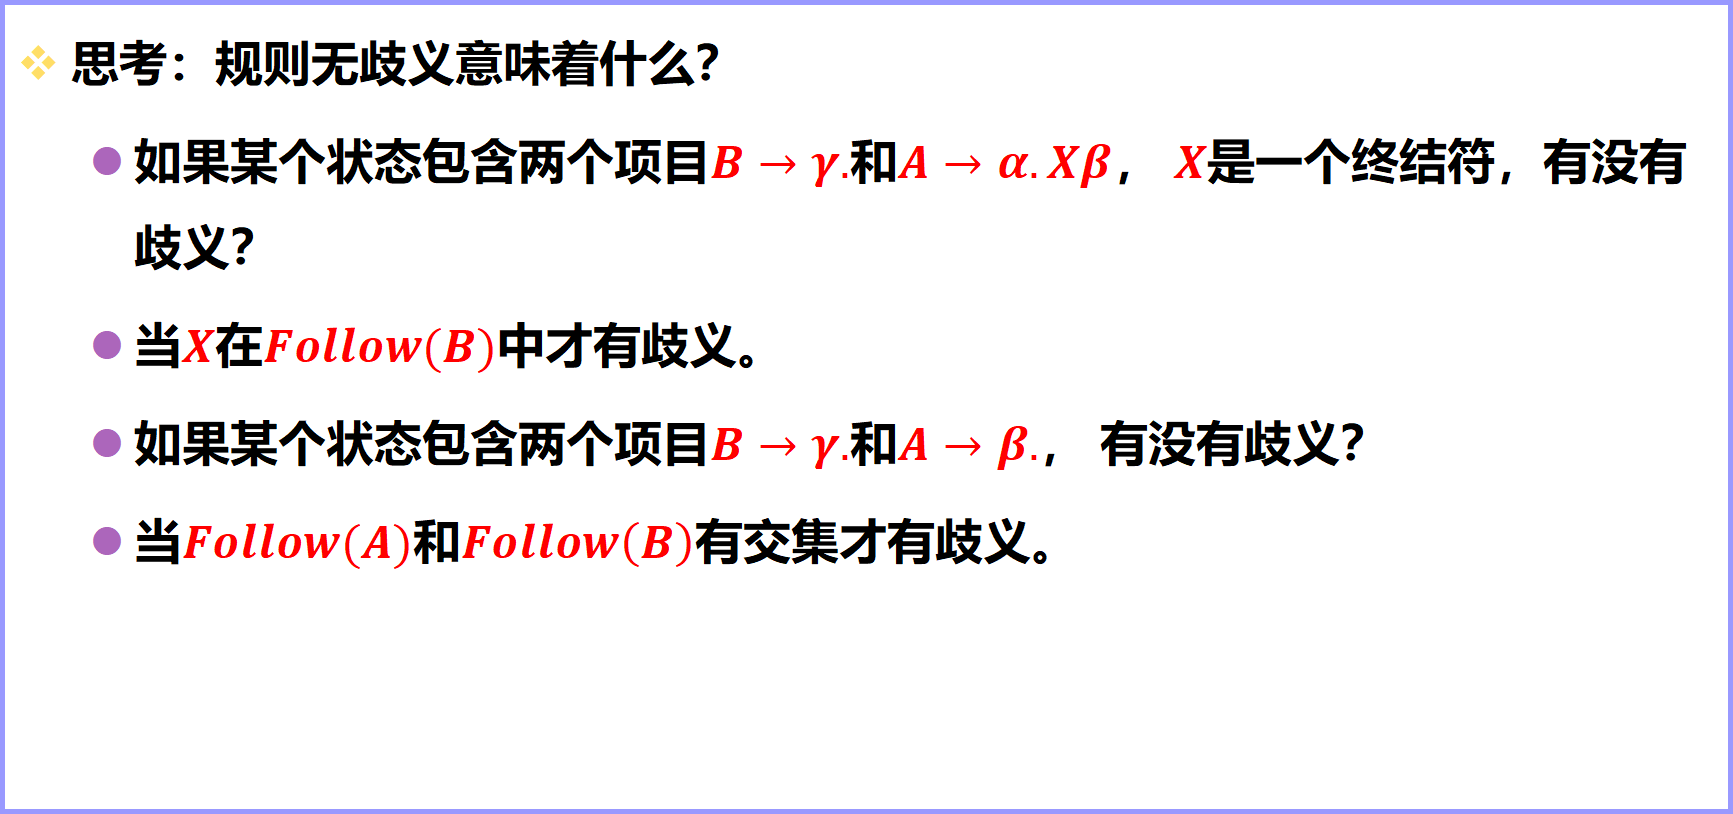 思考：规则无歧义意味着什么？
如果某个状态包含两个项目B → γ.和A → α.Xβ， X是一个终结符，有没有
歧义？
当X在Follow(B)中才有歧义。
如果某个状态包含两个项目B → γ.和A → β.， 有没有歧义？
当Follow(A)和Follow(B)有交集才有歧义。